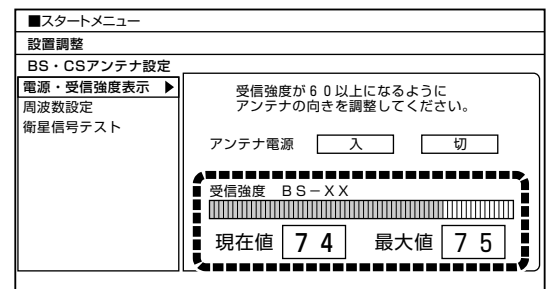 ■スタートメニュー
設置調整
BS・CSアンテナ設定
電源・受信強度表示 ▶
周波数設定
衛星信号テスト
受信強度が60以上になるように
アンテナの向きを調整してください。
アンテナ電源 入 切
受信強度 BS−XX
現在値 74 最大値 75